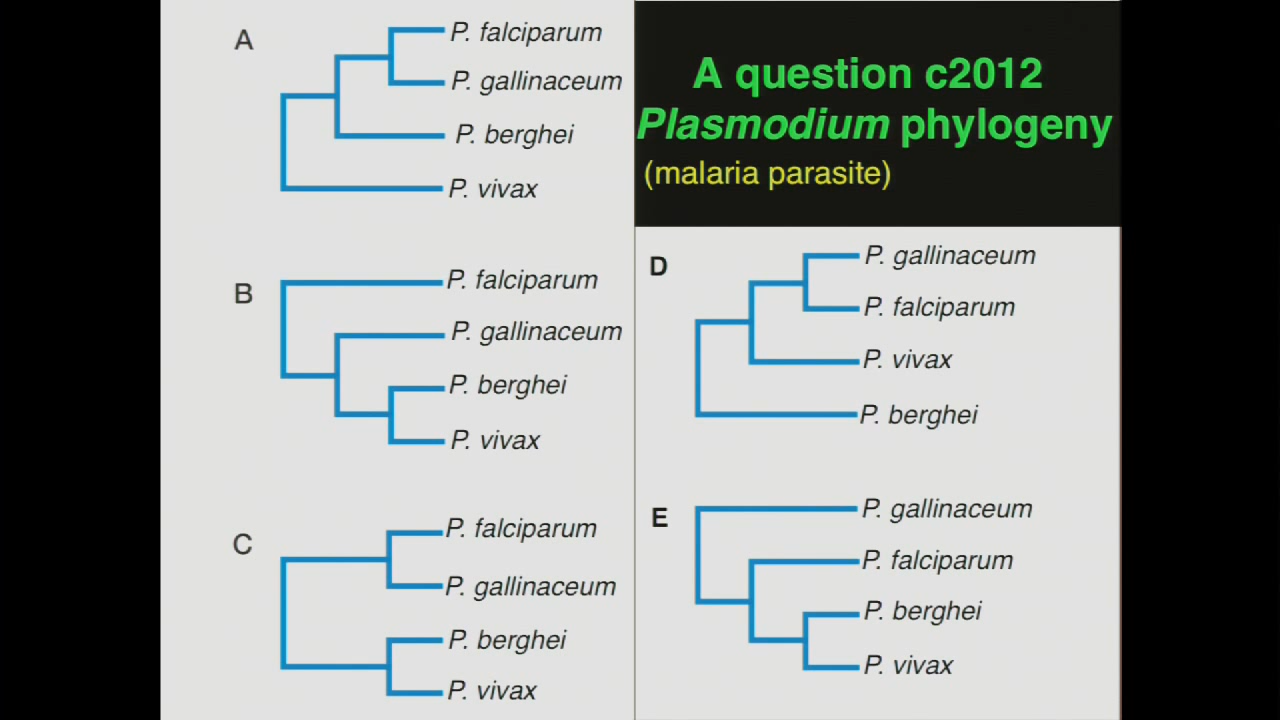 A
P. falciparum
P. gallinaceum
P. berghei
P. vivax
B
P. falciparum
P. gallinaceum
P. berghei
P. vivax
C
P. falciparum
P. gallinaceum
P. berghei
P. vivax
A question c2012
Plasmodium phylogeny
(malaria parasite)
D
P. gallinaceum
P. falciparum
P. vivax
P. berghei
E
P. gallinaceum
P. falciparum
P. berghei
P. vivax